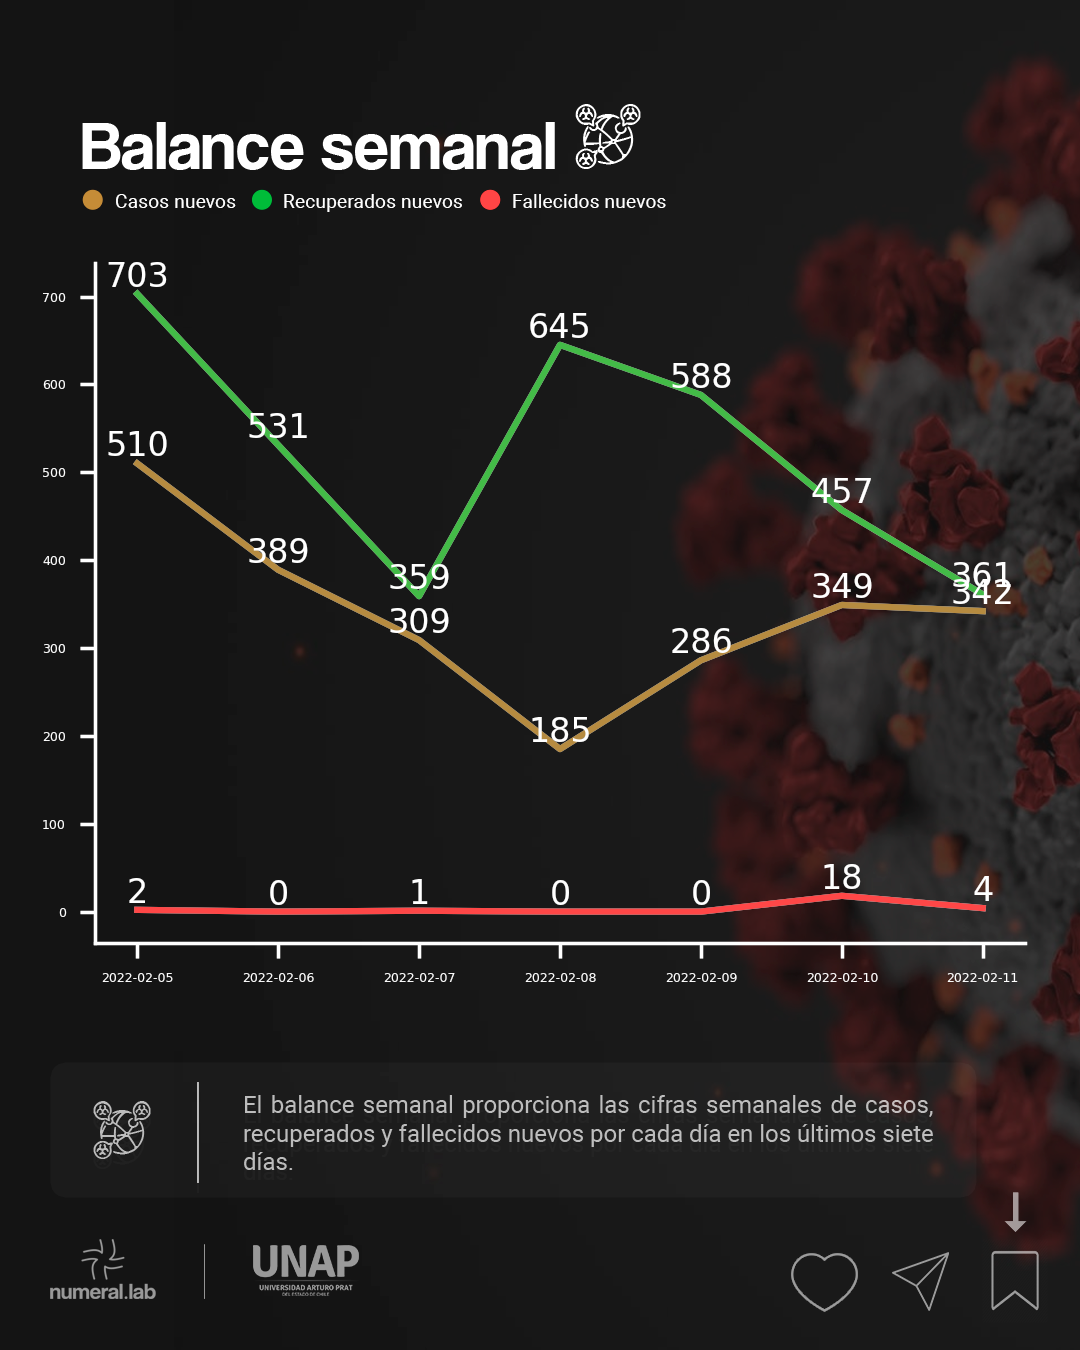 Balance semanal
Casos nuevos Recuperados nuevos Fallecidos nuevos
703
700
645
600
588
531
510
500
457
400
389
359
361
349
342
309
300
286
200
185
100
18
2
0
1
0
0
4
0
2022-02-05 2022-02-06 2022-02-07 2022-02-08 2022-02-09 2022-02-10 2022-02-11
El balance semanal proporciona las cifras semanales de casos,
recuperados y fallecidos nuevos por cada día en los últimos siete
días.
numeral.lab
UNAP
UNIVERSIDAD ARTURO PRAT
DEL ESTADO DE CHILE